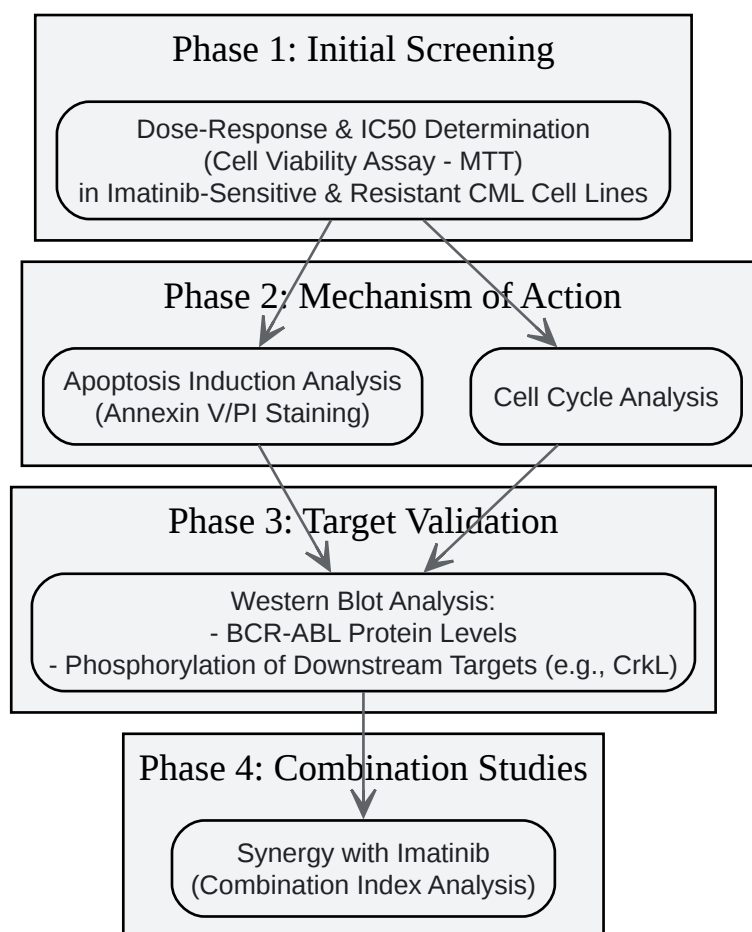 Phase 1: Initial Screening
Dose-Response & IC50 Determination
(Cell Viability Assay - MTT)
in Imatinib-Sensitive & Resistant CML Cell Lines
Phase 2: Mechanism of Action
Apoptosis Induction Analysis
(Annexin V/PI Staining)
Cell Cycle Analysis
Phase 3: Target Validation
Western Blot Analysis:
- BCR-ABL Protein Levels
- Phosphorylation of Downstream Targets (e.g., CrkL)
Phase 4: Combination Studies
Synergy with Imatinib
(Combination Index Analysis)